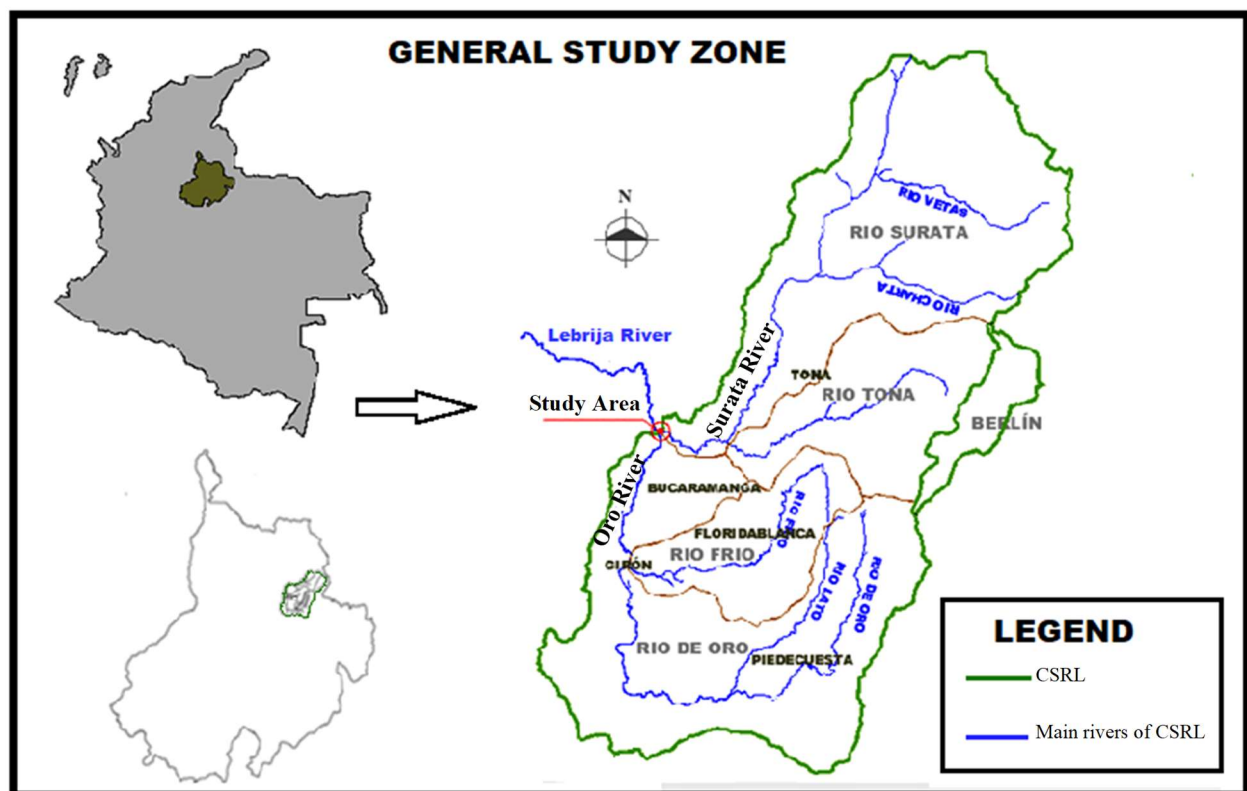 GENERAL STUDY ZONE
N
RIO VETAS
RIO SURATA
RIO CHARTA
Lebrija River
Surata River
TONA
RIO TONA
Study Area
BERLÍN
Oro River
BUCARAMANGA
RIO FRIO
FLORIDABLANCA
RIO FRIO
GIRÓN
RIO LATO
RIO DE ORO
RIO DE ORO
PIEDECUESTA
LEGEND
CSRL
Main rivers of CSRL